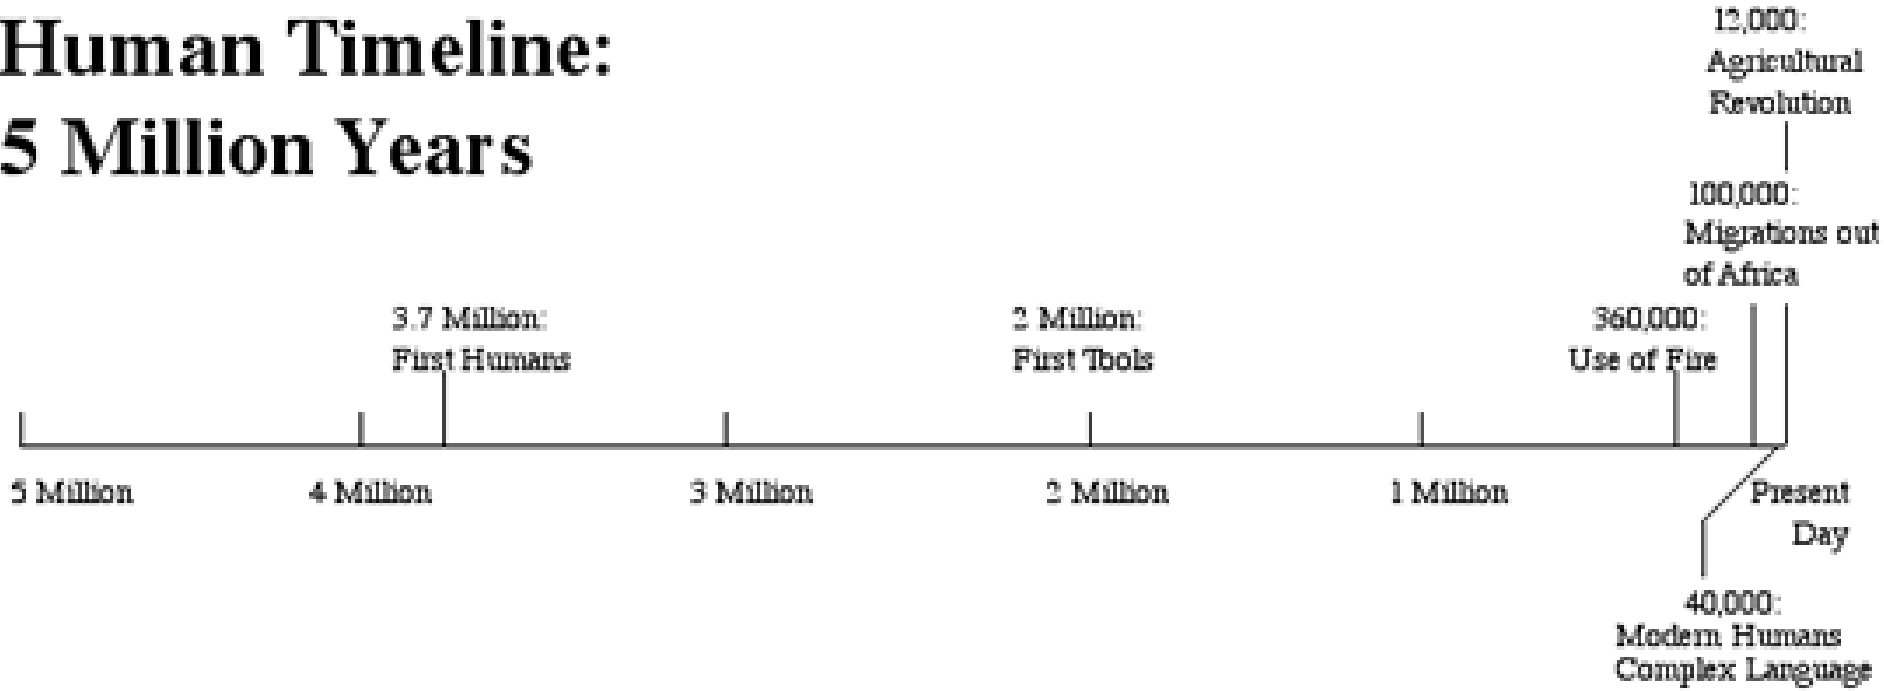 Human Timeline:
5 Million Years
12,000:
Agricultural
Revolution
100,000:
Migrations out
of Africa
3.7 Million:
First Humans
2 Million:
First Tools
360,000:
Use of Fire
5 Million
4 Million
3 Million
2 Million
1 Million
Present
Day
40,000:
Modern Humans
Complex Language